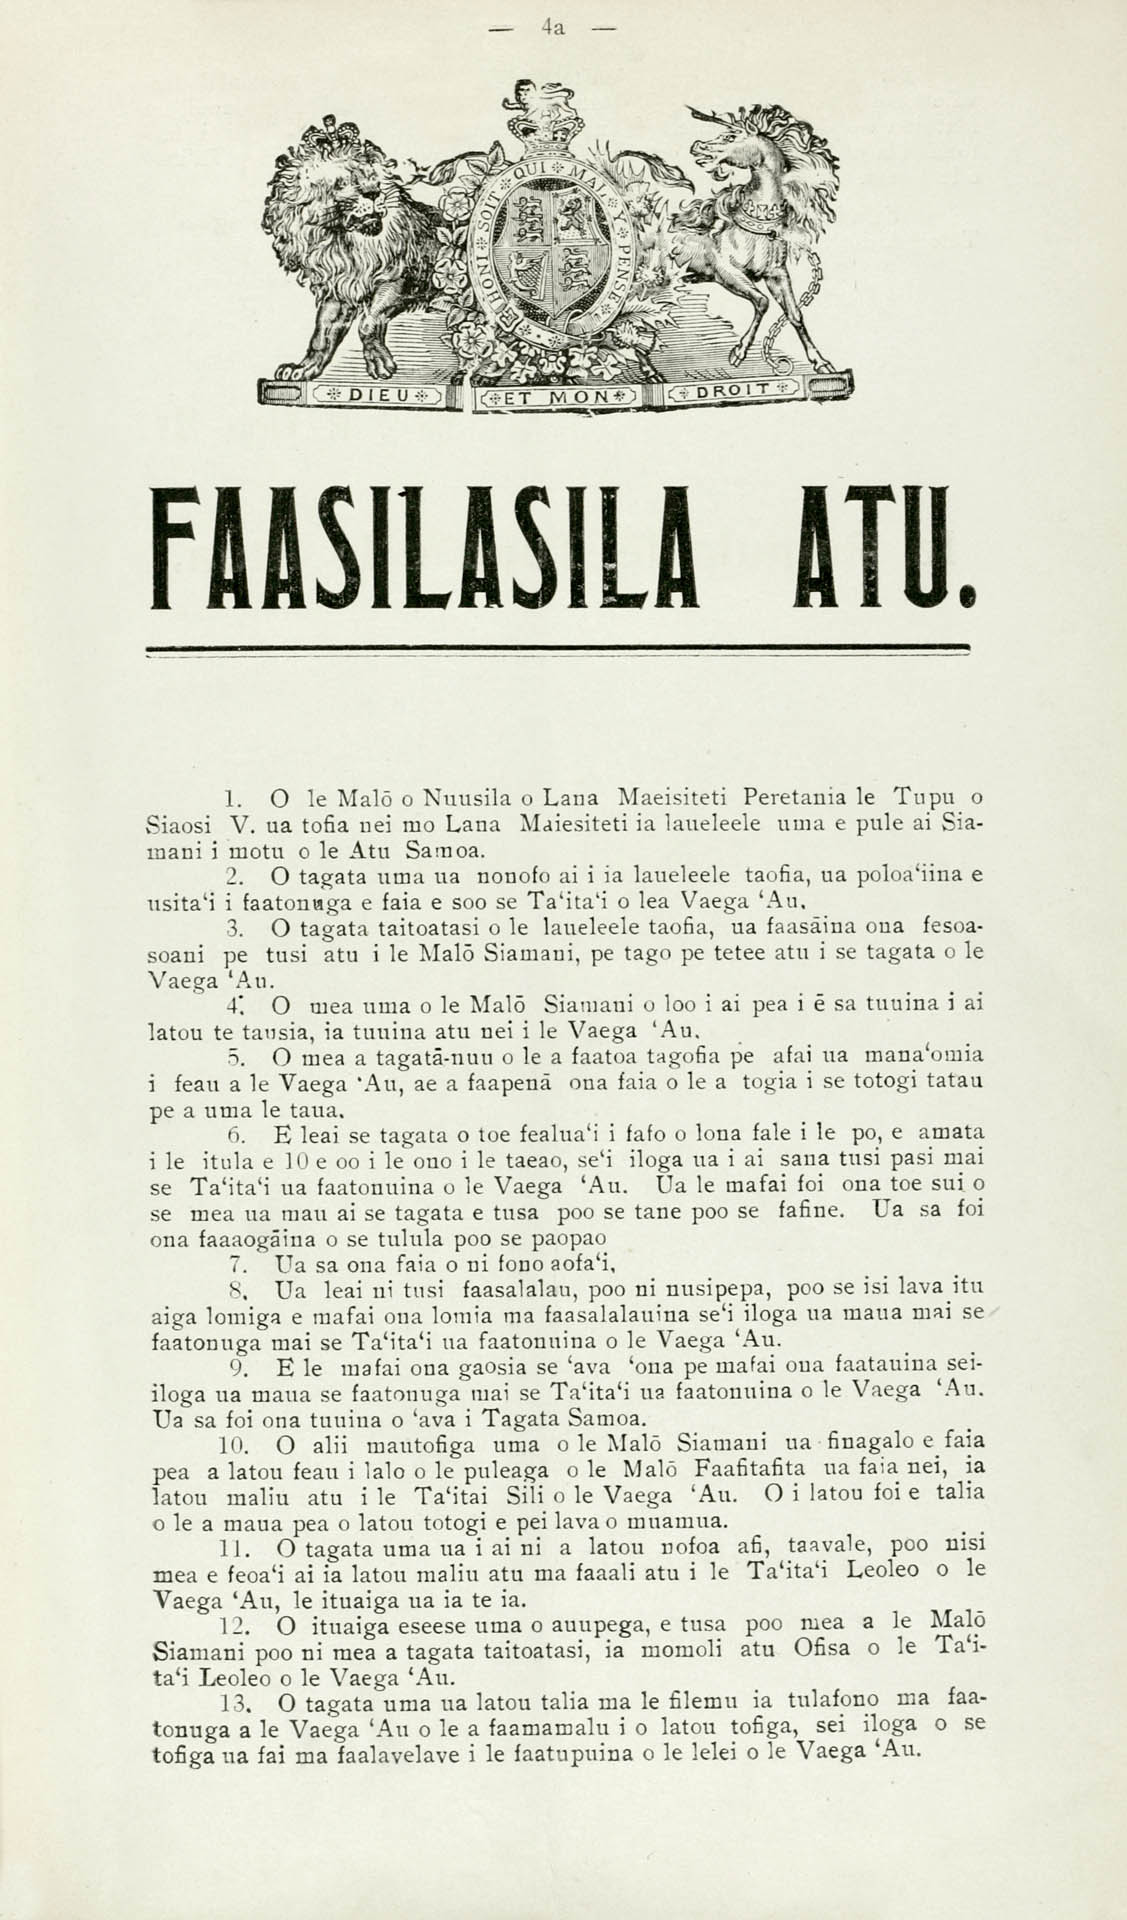 — 4a —
HONI SOIT QUI MAL Y PENSE
DIEU ET MON DROIT
FAASILASILA ATU.
1. O le Malō o Nuusila o Lana Maeisiteti Peretania le Tupu o
Siaosi V. ua tofia nei mo Lana Maiesiteti ia laueleele uma e pule ai Sia-
mani i motu o le Atu Samoa.
2. O tagata uma ua nonofo ai i ia laueleele taofia, ua poloa‘iina e
usita‘i i faatonuga e faia e soo se Ta‘ita‘i o lea Vaega ‘Au.
3. O tagata taitoatasi o le laueleele taofia, ua faasāina ona fesoa-
soani pe tusi atu i le Malō Siamani, pe tago pe tetee atu i se tagata o le
Vaega ‘Au.
4. O mea uma o le Malō Siamani o loo i ai pea i ē sa tuuina i ai
latou te tausia, ia tuuina atu nei i le Vaega ‘Au.
5. O mea a tagatā-nuu o le a faatoa tagofia pe afai ua mana‘omia
i feau a le Vaega ‘Au, ae a faapenā ona faia o le a togia i se totogi tatau
pe a uma le taua.
6. E leai se tagata o toe fealua‘i i fafo o lona fale i le po, e amata
i le itula e 10 e oo i le ono i le taeao, se‘i iloga ua i ai sana tusi pasi mai
se Ta‘ita‘i ua faatonuina o le Vaega ‘Au. Ua le mafai foi ona toe sui o
se mea ua mau ai se tagata e tusa poo se tane poo se fafine. Ua sa foi
ona faaaogāina o se tulula poo se paopao
7. Ua sa ona faia o ni fono aofa‘i,
8. Ua leai ni tusi faasalalau, poo ni nusipepa, poo se isi lava itu
aiga lomiga e mafai ona lomia ma faasalalauina se‘i iloga ua maua mai se
faatonuga mai se Ta‘ita‘i ua faatonuina o le Vaega ‘Au.
9. E le mafai ona gaosia se ‘ava ‘ona pe mafai ona faatauina sei-
iloga ua maua se faatonuga mai se Ta‘ita‘i ua faatonuina o le Vaega ‘Au.
Ua sa foi ona tuuina o ‘ava i Tagata Samoa.
10. O alii mautofiga uma o le Malō Siamani ua finagalo e faia
pea a latou feau i lalo o le puleaga o le Malō Faafitafita ua faia nei, ia
latou maliu atu i le Ta‘itai Sili o le Vaega ‘Au. O i latou foi e talia
o le a maua pea o latou totogi e pei lava o muamua.
11. O tagata uma ua i ai ni a latou nofoa afi, taavale, poo nisi
mea e feoa‘i ai ia latou maliu atu ma faaali atu i le Ta‘ita‘i Leoleo o le
Vaega ‘Au, le ituaiga ua ia te ia.
12. O ituaiga eseese uma o auupega, e tusa poo mea a le Malō
Siamani poo ni mea a tagata taitoatasi, ia momoli atu Ofisa o le Ta‘i-
ta‘i Leoleo o le Vaega ‘Au.
13. O tagata uma ua latou talia ma le filemu ia tulafono ma faa-
tonuga a le Vaega ‘Au o le a faamamalu i o latou tofiga, sei iloga o se
tofiga ua fai ma faalavelave i le faatupuina o le lelei o le Vaega ‘Au.